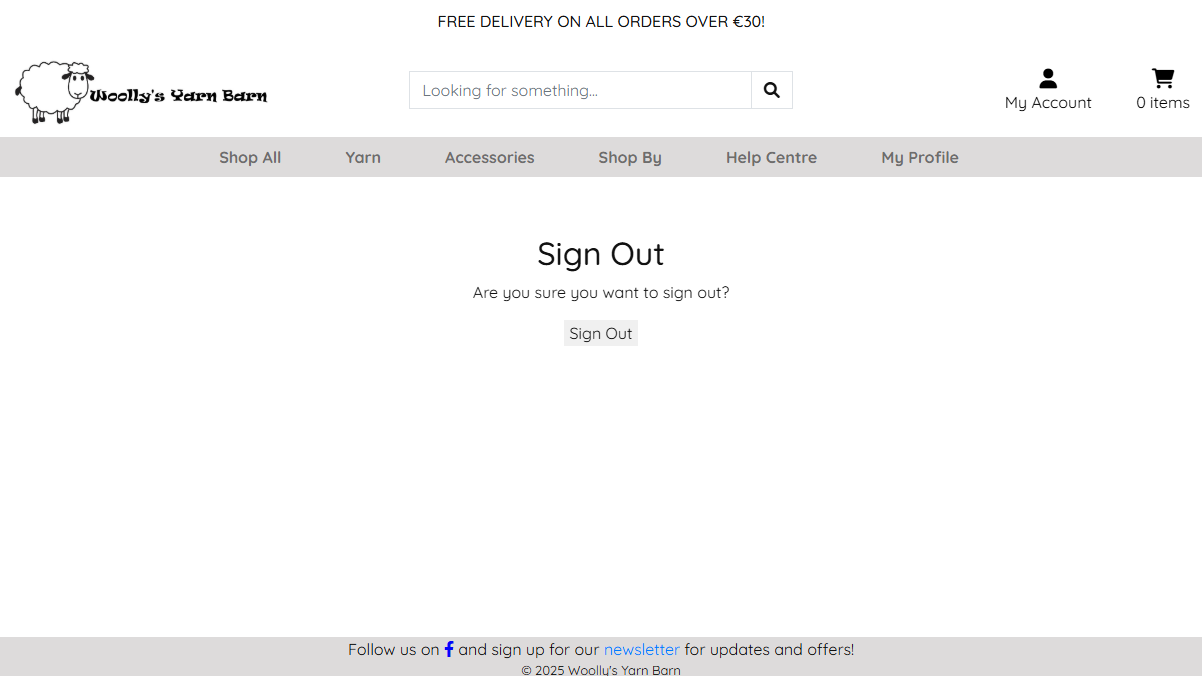 FREE DELIVERY ON ALL ORDERS OVER €30!
Woolly's Yarn Barn
Looking for something...
My Account
0 items
Shop All
Yarn
Accessories
Shop By
Help Centre
My Profile
Sign Out
Are you sure you want to sign out?
Sign Out
Follow us on and sign up for our newsletter for updates and offers!
© 2025 Woolly's Yarn Barn